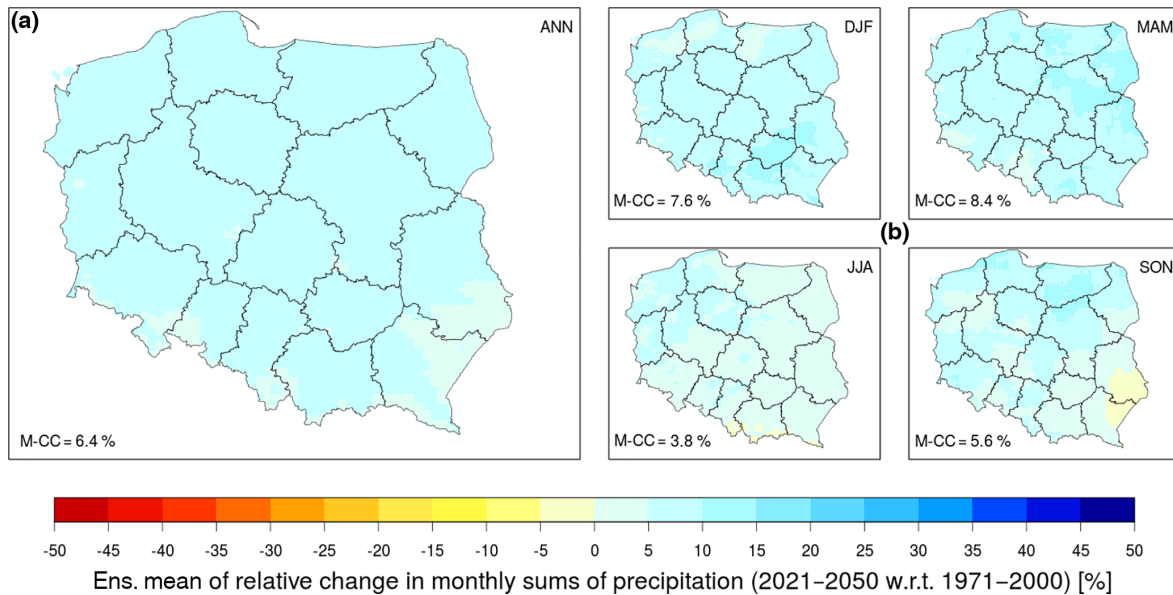 (a)
ANN
M-CC = 6.4 %
DJF
M-CC = 7.6 %
MAM
M-CC = 8.4 %
(b)
JJA
M-CC = 3.8 %
SON
M-CC = 5.6 %
-50 -45 -40 -35 -30 -25 -20 -15 -10 -5 0 5 10 15 20 25 30 35 40 45 50
Ens. mean of relative change in monthly sums of precipitation (2021−2050 w.r.t. 1971−2000) [%]